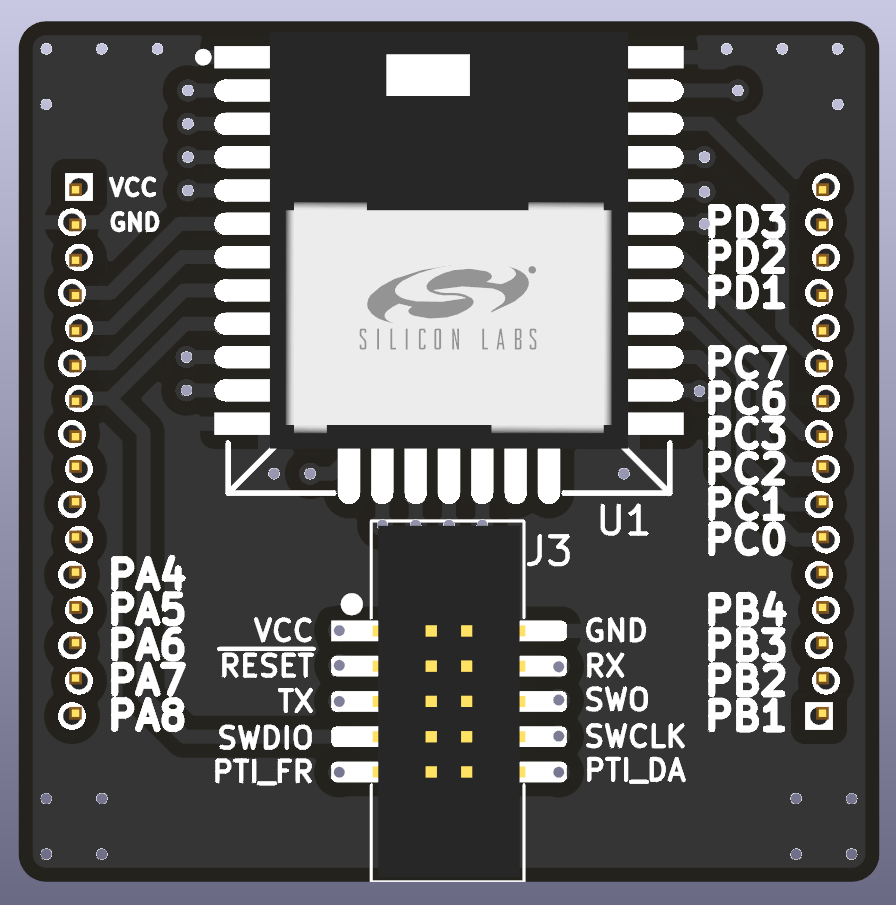 VCC
GND
PD3
PD2
PD1
SILICON LABS
PC7
PC6
PC3
PC2
PC1
PC0
U1
J3
PA4
PA5
PA6
PA7
PA8
VCC
RESET
TX
SWDIO
PTI_FR
GND
RX
SWO
SWCLK
PTI_DA
PB4
PB3
PB2
PB1